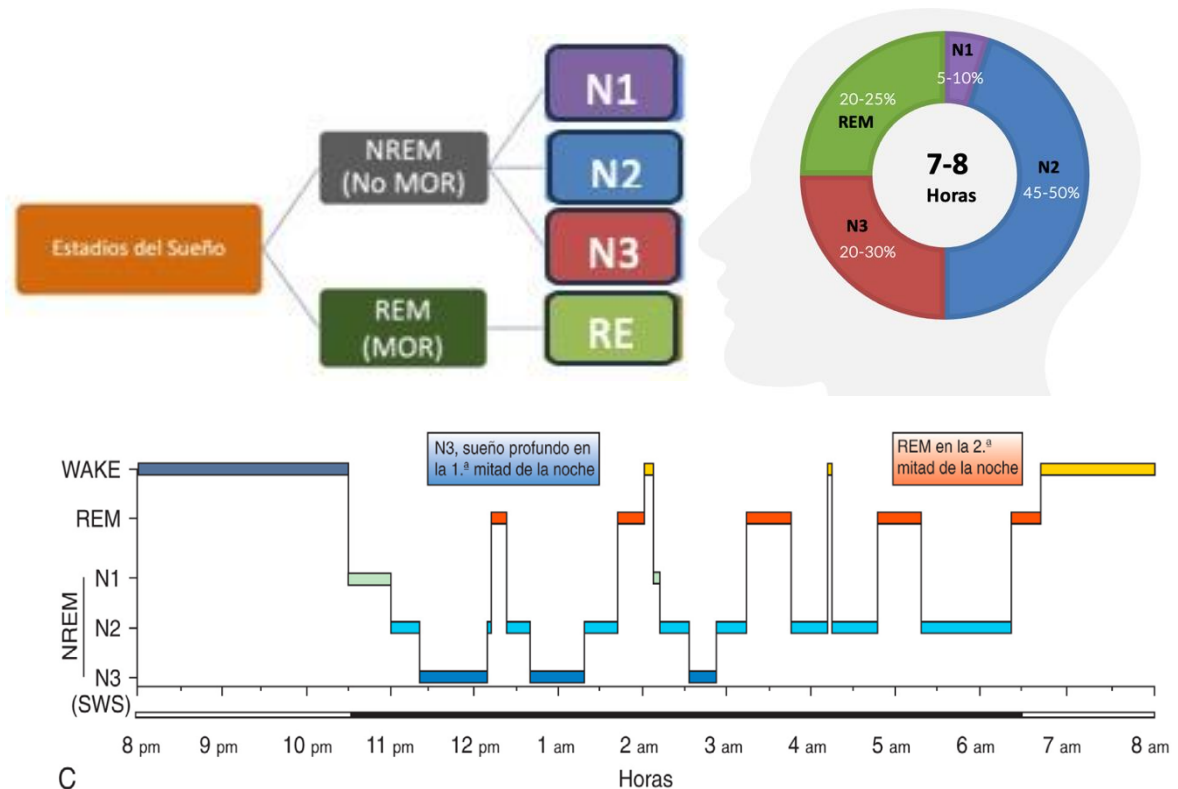 Estadios del Sueño
NREM
(No MOR)
REM
(MOR)
N1
N2
N3
RE
N1
5-10%
20-25%
REM
7-8
Horas
N2
45-50%
N3
20-30%
N3, sueño profundo en
la 1.ª mitad de la noche
REM en la 2.ª
mitad de la noche
WAKE
REM
N1
NREM
N2
N3
(SWS)
8 pm 9 pm 10 pm 11 pm 12 pm 1 am 2 am 3 am 4 am 5 am 6 am 7 am 8 am
C
Horas